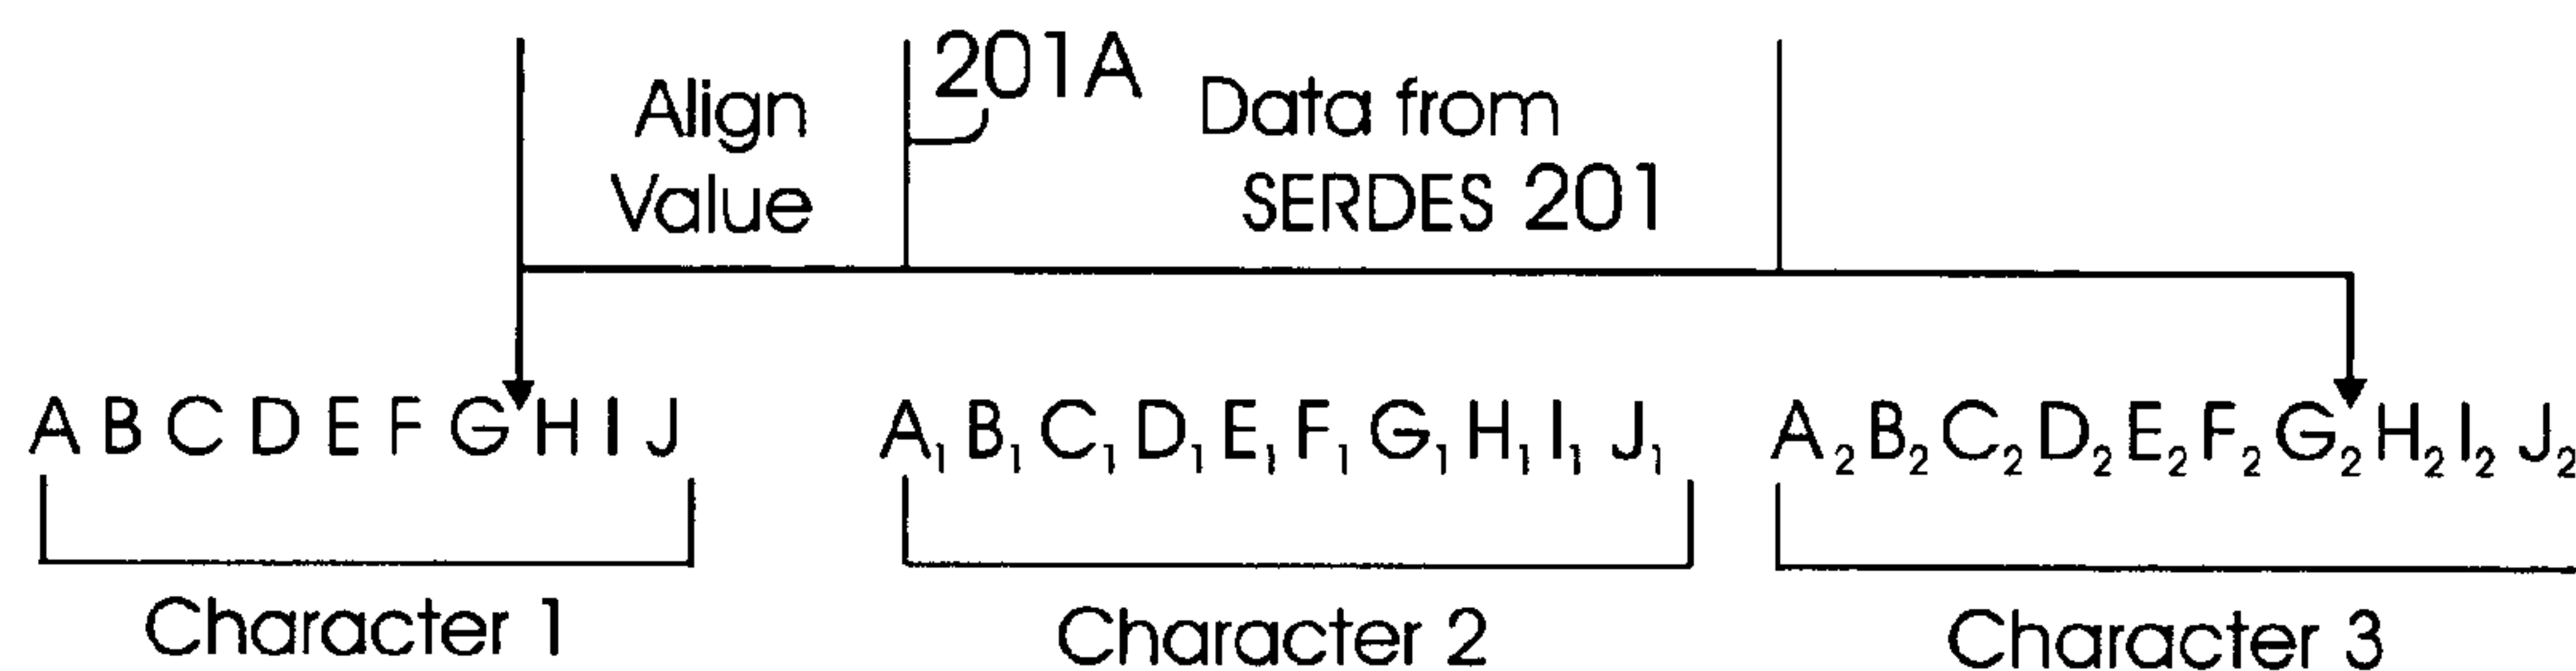 Align Value
201A
Data from
SERDES 201
A B C D E F G H I J
A₁ B₁ C₁ D₁ E₁ F₁ G₁ H₁ I₁ J₁
A₂ B₂ C₂ D₂ E₂ F₂ G₂ H₂ I₂ J₂
Character 1
Character 2
Character 3